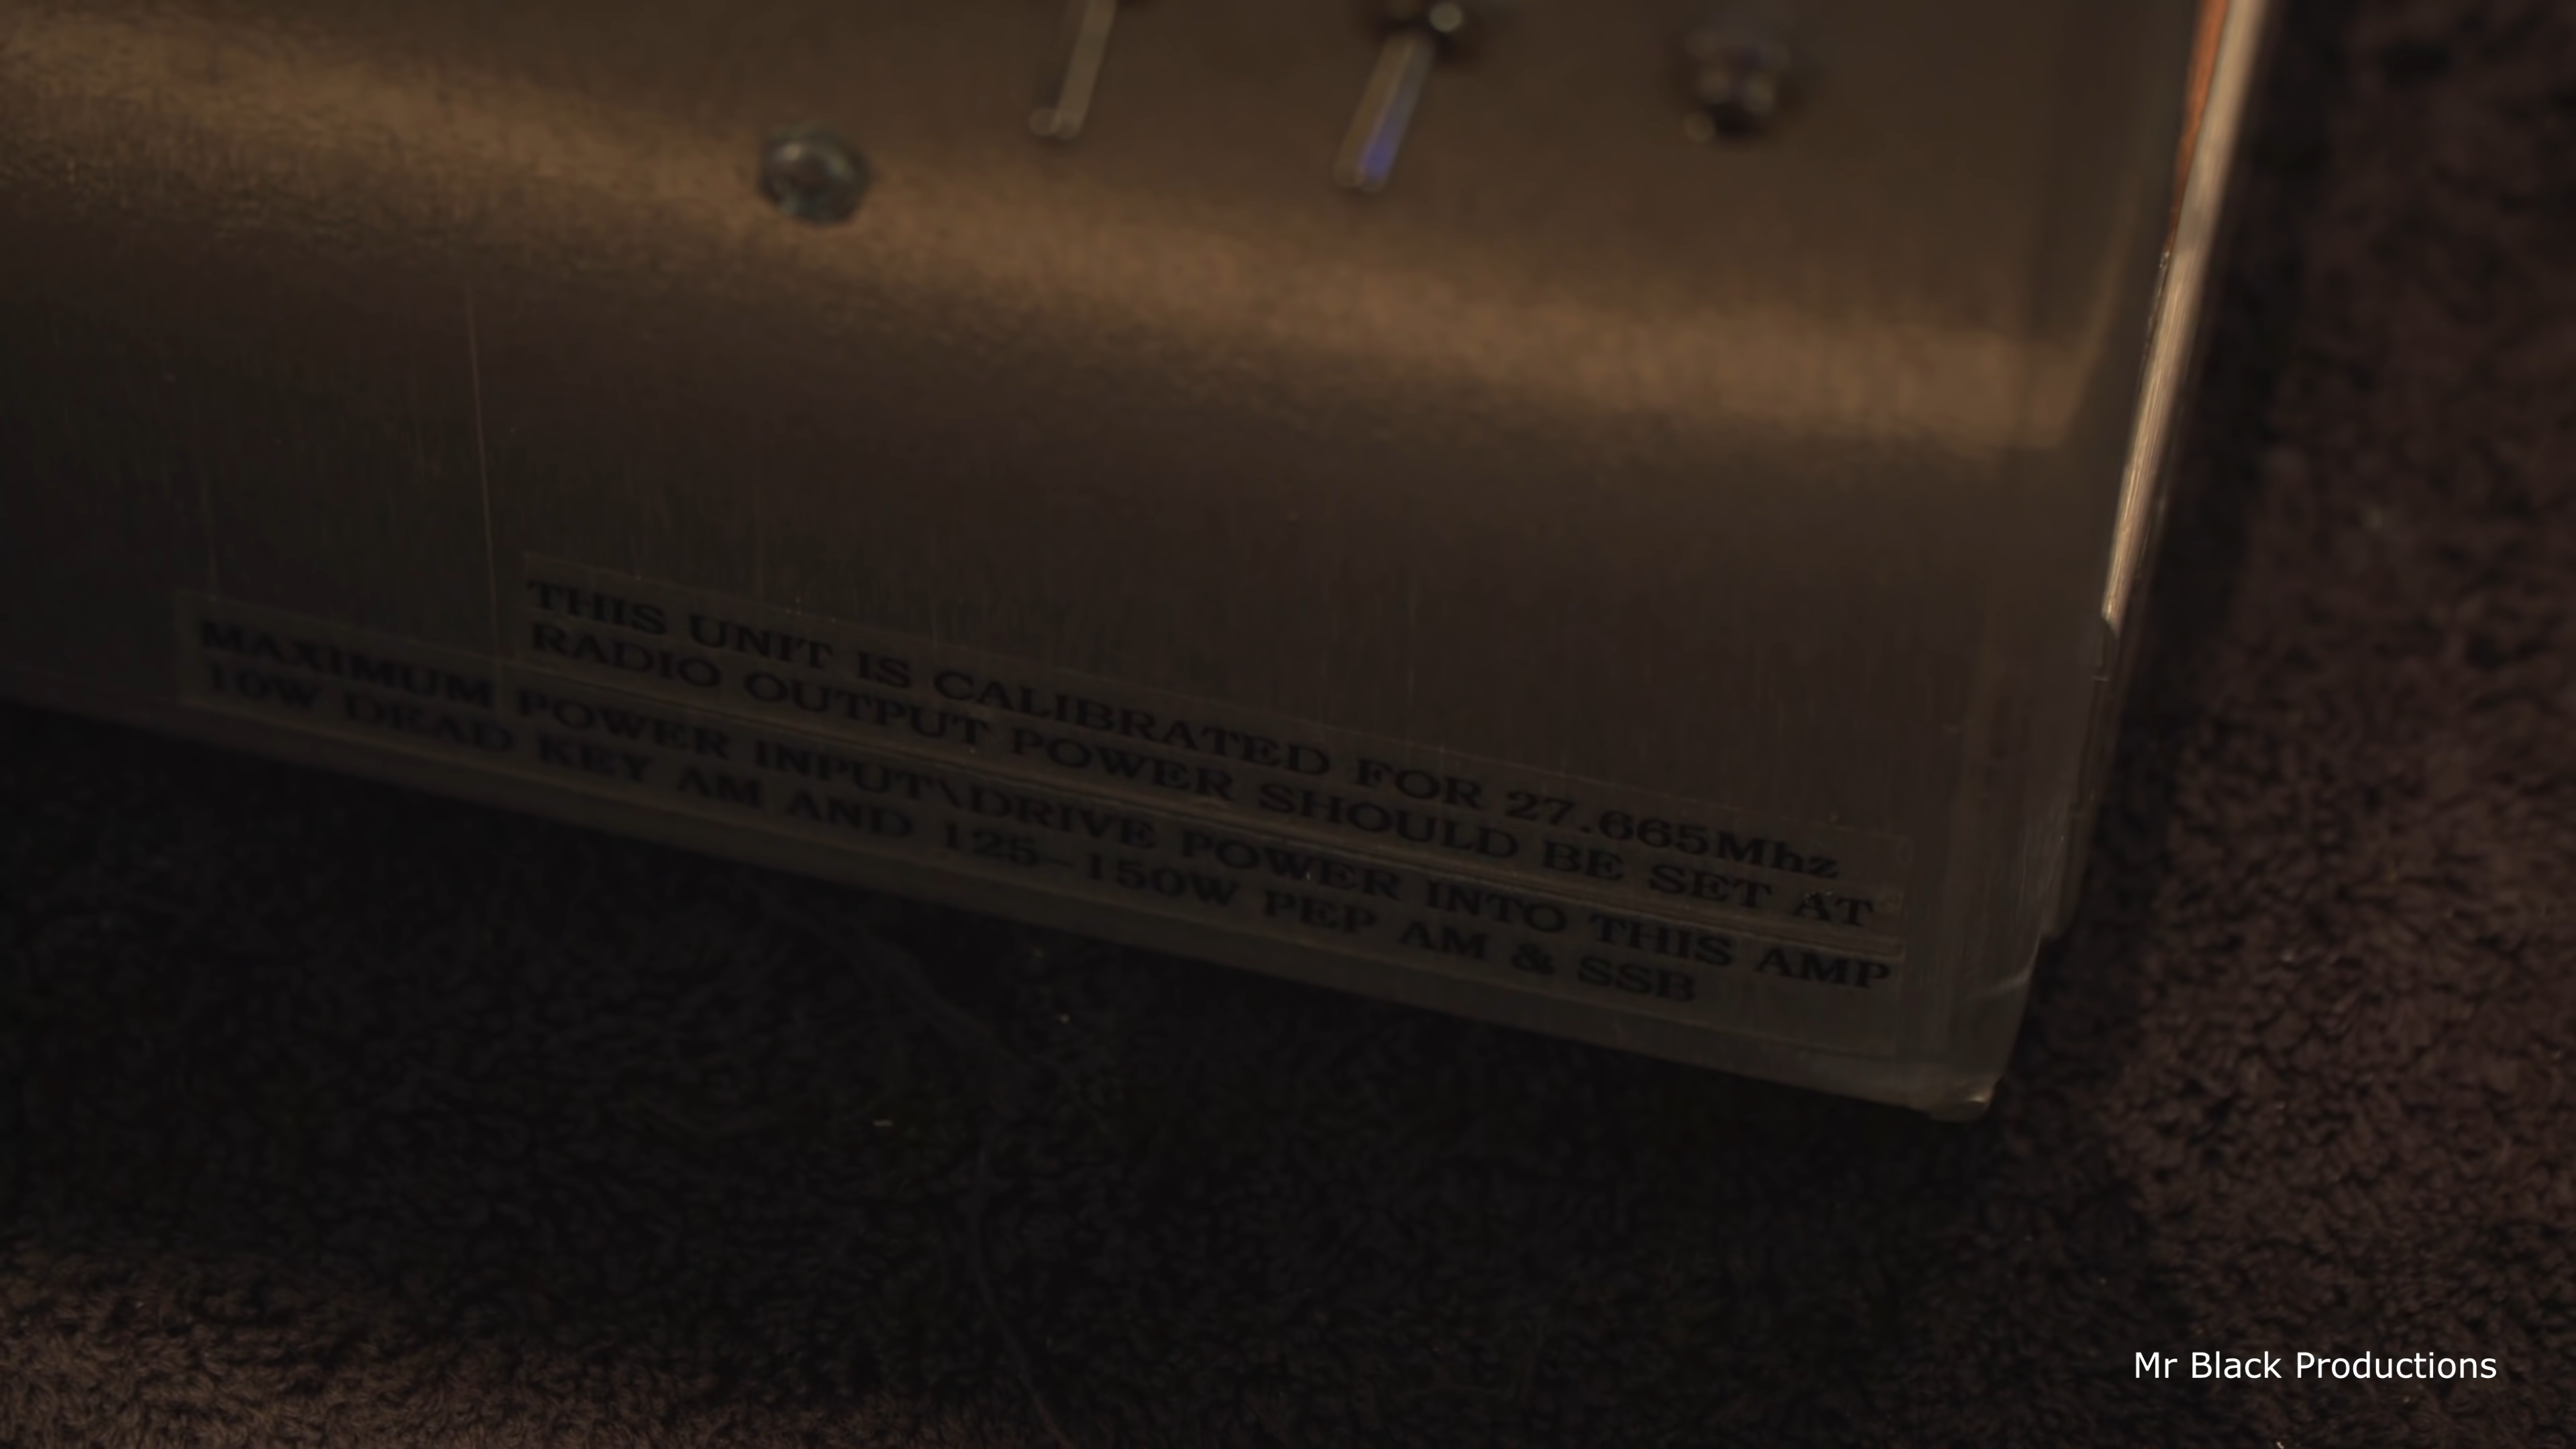 THIS UNIT IS CALIBRATED FOR 27.665Mhz
RADIO OUTPUT POWER SHOULD BE SET AT
MAXIMUM POWER INPUT\DRIVE POWER INTO THIS AMP
10W DEAD KEY AM AND 125-150W PEP AM & SSB
Mr Black Productions